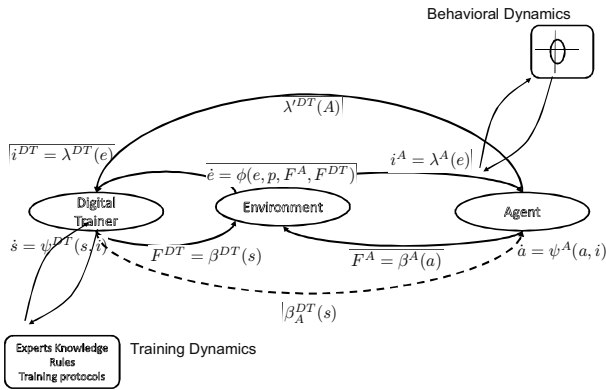 Behavioral Dynamics
λ'^{DT}(A)
i^{DT} = λ^{DT}(e)
i^A = λ^A(e)
ė = ϕ(e, p, F^A, F^{DT})
Digital
Trainer
Environment
Agent
ṡ = ψ^{DT}(s, i)
F^{DT} = β^{DT}(s)
F^A = β^A(a)
ȧ = ψ^A(a, i)
β_A^{DT}(s)
Experts Knowledge
Rules
Training protocols
Training Dynamics